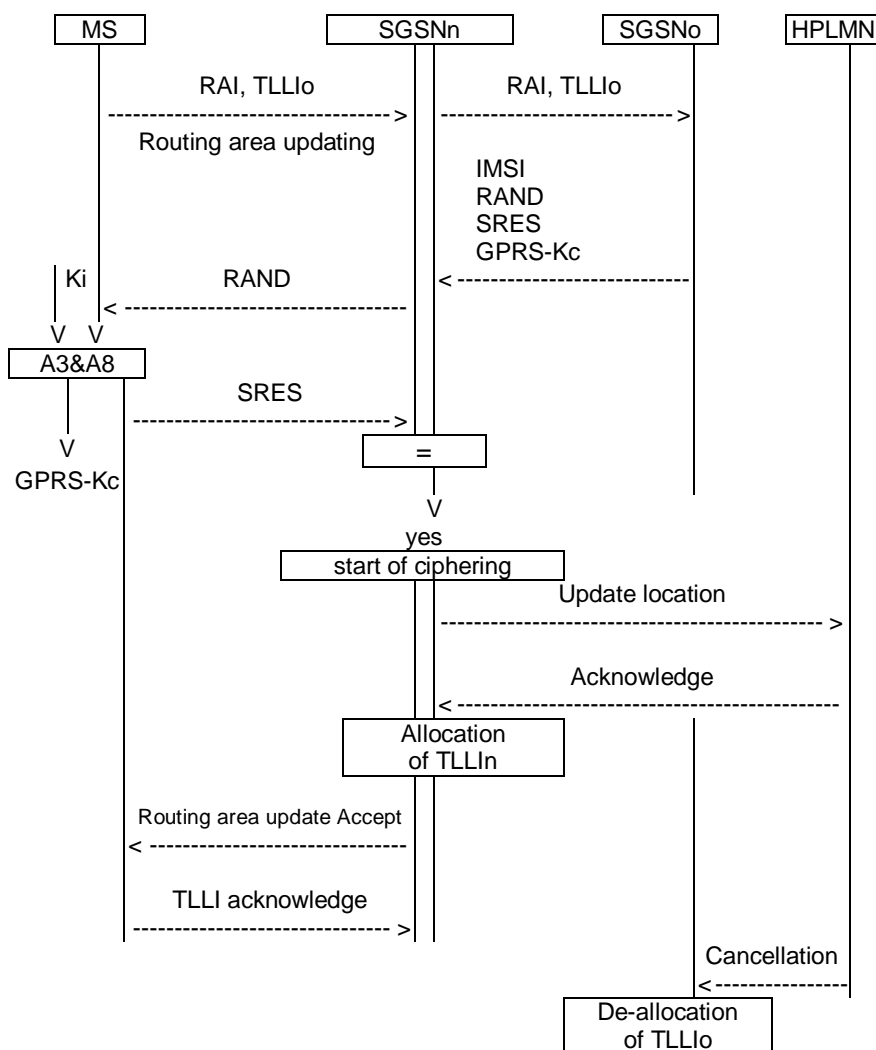 MS SGSNn SGSNo HPLMN
RAI, TLLIo RAI, TLLIo
---------------------------- > ----------------------- >
Routing area updating
IMSI
RAND
SRES
GPRS-Kc
Ki RAND < -----------------------
< ---------------------------
V V
A3&A8
SRES
---------------------------- >
V =
GPRS-Kc
V
yes
start of ciphering
Update location
-------------------------------------- >
Acknowledge
< --------------------------------------
Allocation
of TLLIn
Routing area update Accept
< ----------------------------
TLLI acknowledge
---------------------------- >
Cancellation
< -------------
De-allocation
of TLLIo